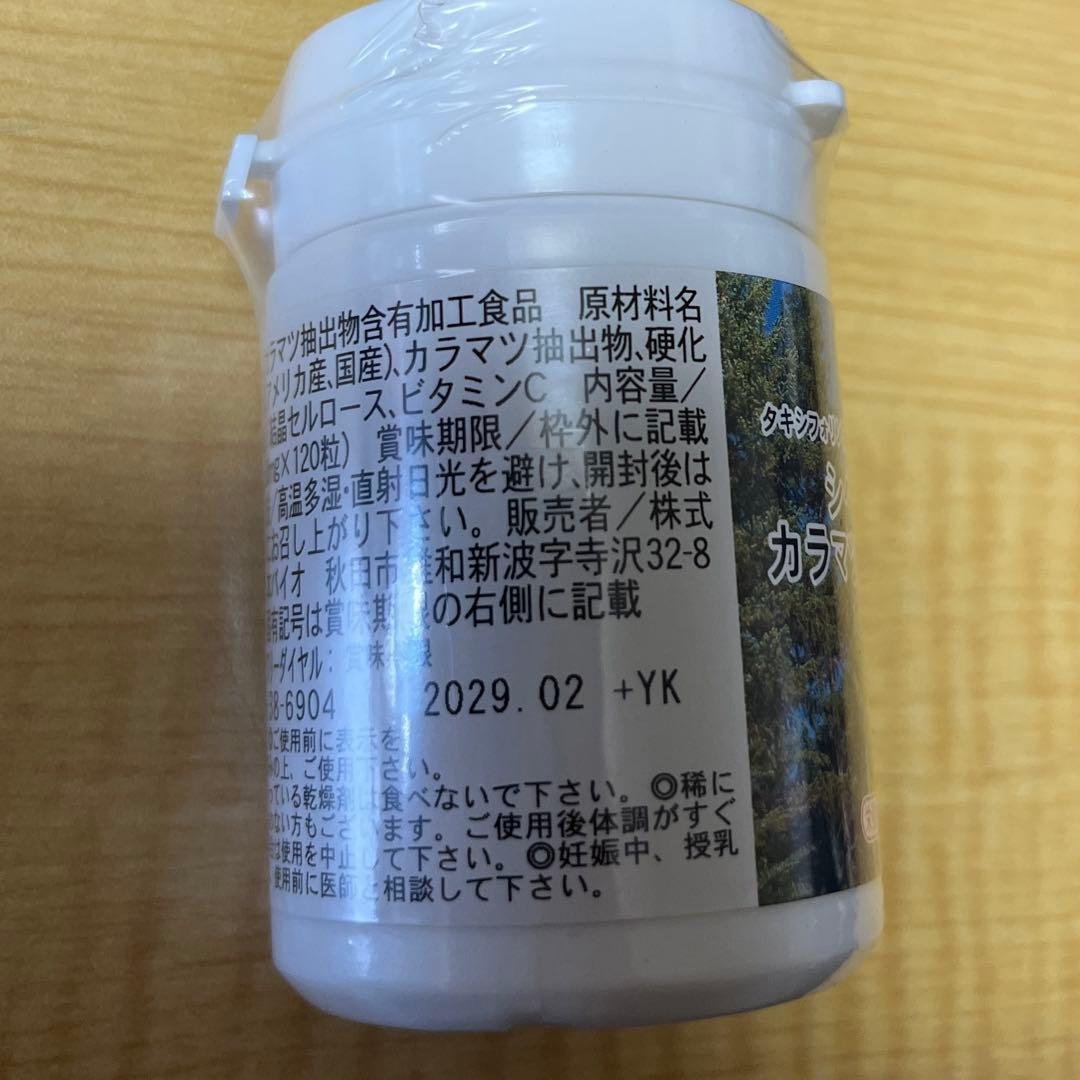 ラマツ抽出物含有加工食品　原材料名
アメリカ産、国産)、カラマツ抽出物、硬化
結晶セルロース、ビタミンC　内容量／
mg×120粒)　賞味期限／枠外に記載
／高温多湿・直射日光を避け、開封後は
お召し上がり下さい。販売者／株式
バイオ　秋田市雄和新波字寺沢32-8
有記号は賞味期限の右側に記載
ーダイヤル：賞味期限
38-6904　2029.02 +YK
ご使用前に表示を
の上、ご使用下さい。
っている乾燥剤は食べないで下さい。◎稀に
ない方もございます。ご使用後体調がすぐ
は使用を中止して下さい。◎妊娠中、授乳
使用前に医師と相談して下さい。
タキシフォリン
シ
カラマ